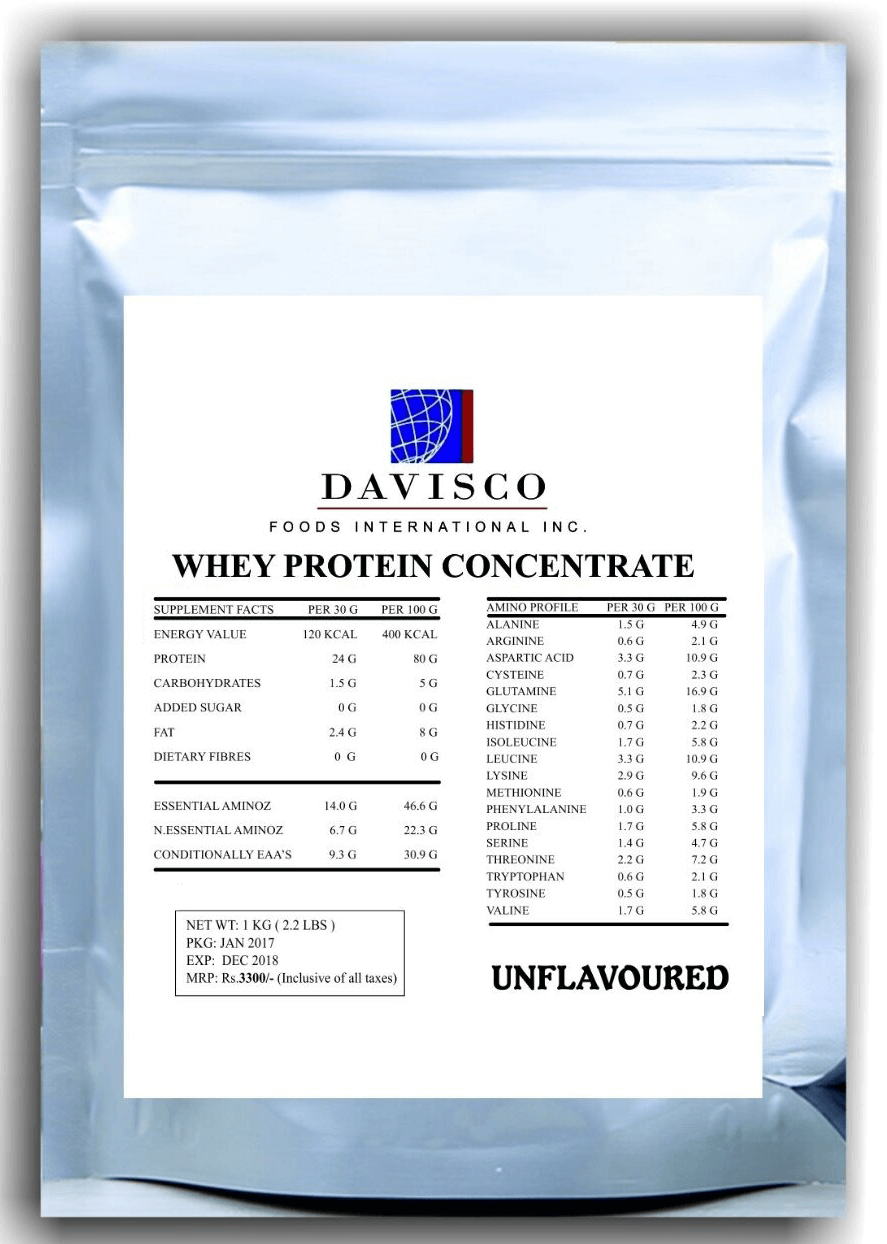 DAVISCO
FOODS INTERNATIONAL INC.
WHEY PROTEIN CONCENTRATE
SUPPLEMENT FACTS PER 30 G PER 100 G
ENERGY VALUE 120 KCAL 400 KCAL
PROTEIN 24 G 80 G
CARBOHYDRATES 1.5 G 5 G
ADDED SUGAR 0 G 0 G
FAT 2.4 G 8 G
DIETARY FIBRES 0 G 0 G
ESSENTIAL AMINOZ 14.0 G 46.6 G
N.ESSENTIAL AMINOZ 6.7 G 22.3 G
CONDITIONALLY EAA'S 9.3 G 30.9 G
AMINO PROFILE PER 30 G PER 100 G
ALANINE 1.5 G 4.9 G
ARGININE 0.6 G 2.1 G
ASPARTIC ACID 3.3 G 10.9 G
CYSTEINE 0.7 G 2.3 G
GLUTAMINE 5.1 G 16.9 G
GLYCINE 0.5 G 1.8 G
HISTIDINE 0.7 G 2.2 G
ISOLEUCINE 1.7 G 5.8 G
LEUCINE 3.3 G 10.9 G
LYSINE 2.9 G 9.6 G
METHIONINE 0.6 G 1.9 G
PHENYLALANINE 1.0 G 3.3 G
PROLINE 1.7 G 5.8 G
SERINE 1.4 G 4.7 G
THREONINE 2.2 G 7.2 G
TRYPTOPHAN 0.6 G 2.1 G
TYROSINE 0.5 G 1.8 G
VALINE 1.7 G 5.8 G
NET WT: 1 KG ( 2.2 LBS )
PKG: JAN 2017
EXP: DEC 2018
MRP: Rs.3300/- (Inclusive of all taxes)
UNFLAVOURED